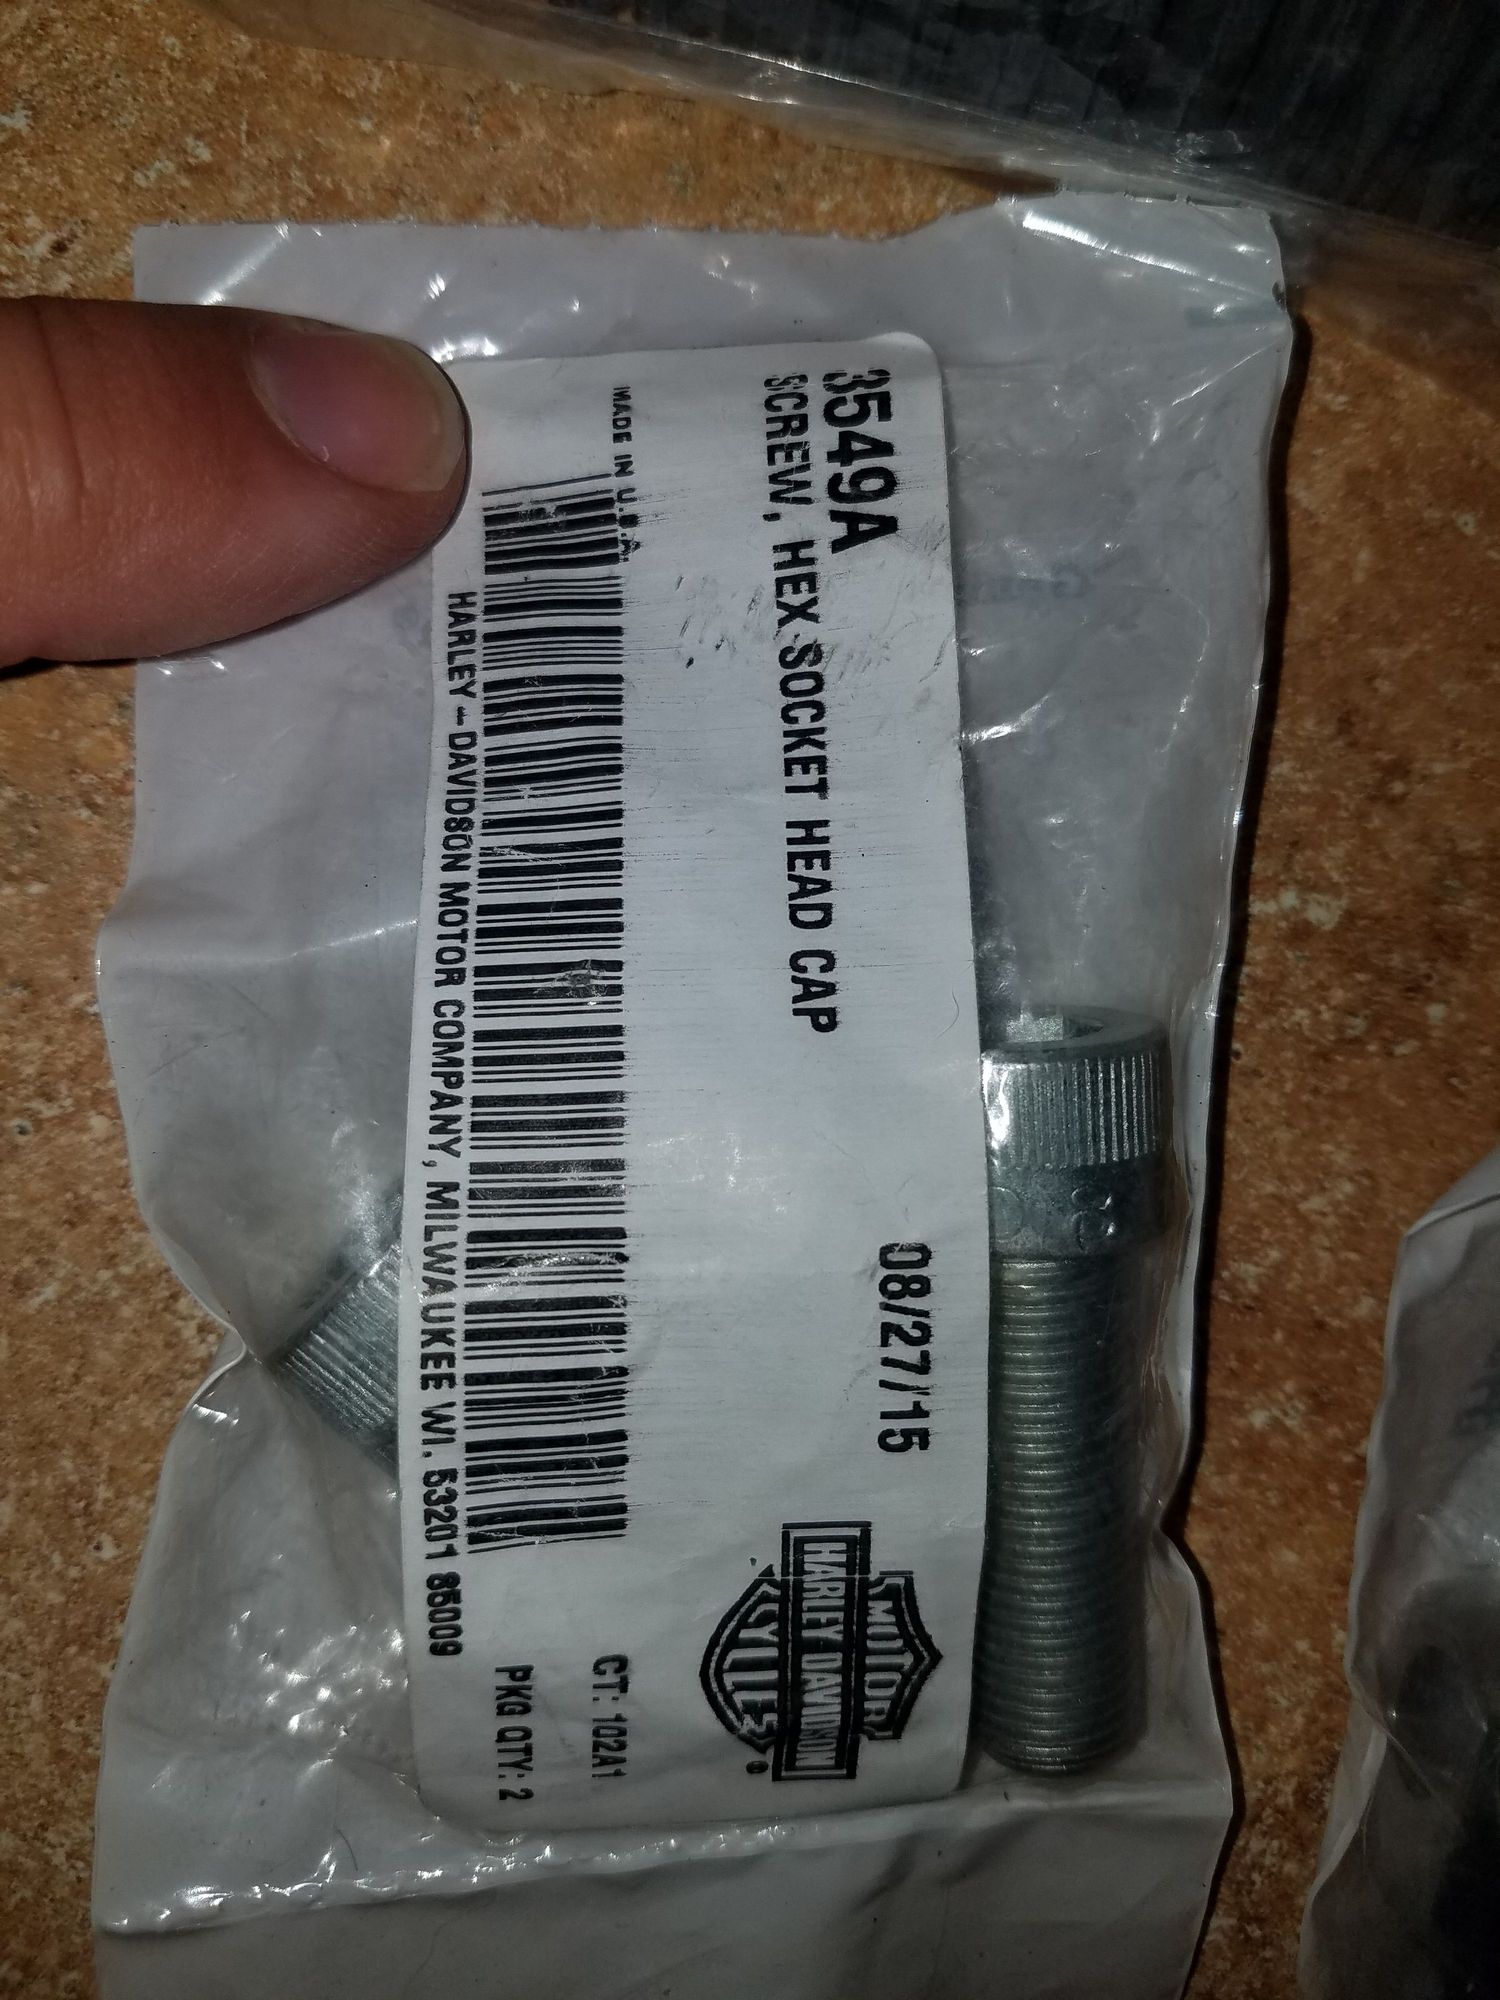 3549A
SCREW, HEX SOCKET HEAD CAP
08/27/15
MOTOR
HARLEY-DAVIDSON
CYCLES
MADE IN U.S.A.
CT: 102A1
PKG QTY: 2
HARLEY-DAVIDSON MOTOR COMPANY, MILWAUKEE WI. 53201 85009